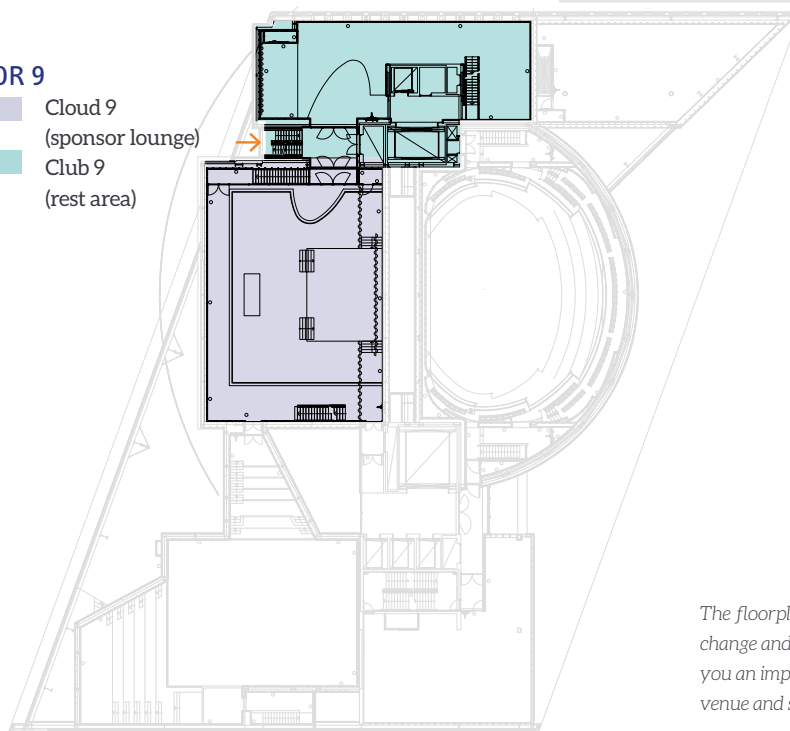 OR 9
Cloud 9
(sponsor lounge)
Club 9
(rest area)
The floorpl
change and
you an imp
venue and s